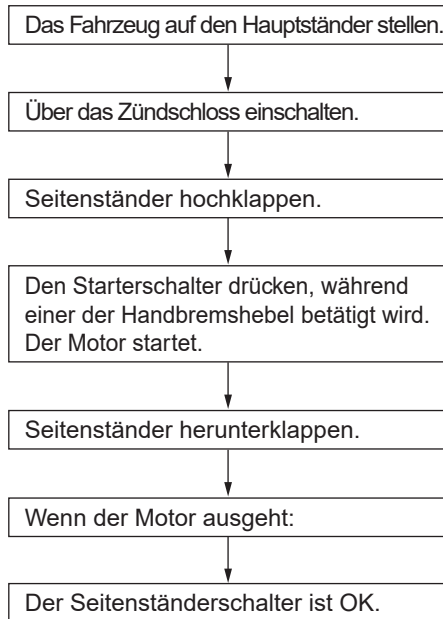 Das Fahrzeug auf den Hauptständer stellen.
Über das Zündschloss einschalten.
Seitenständer hochklappen.
Den Starterschalter drücken, während
einer der Handbremshebel betätigt wird.
Der Motor startet.
Seitenständer herunterklappen.
Wenn der Motor ausgeht:
Der Seitenständerschalter ist OK.